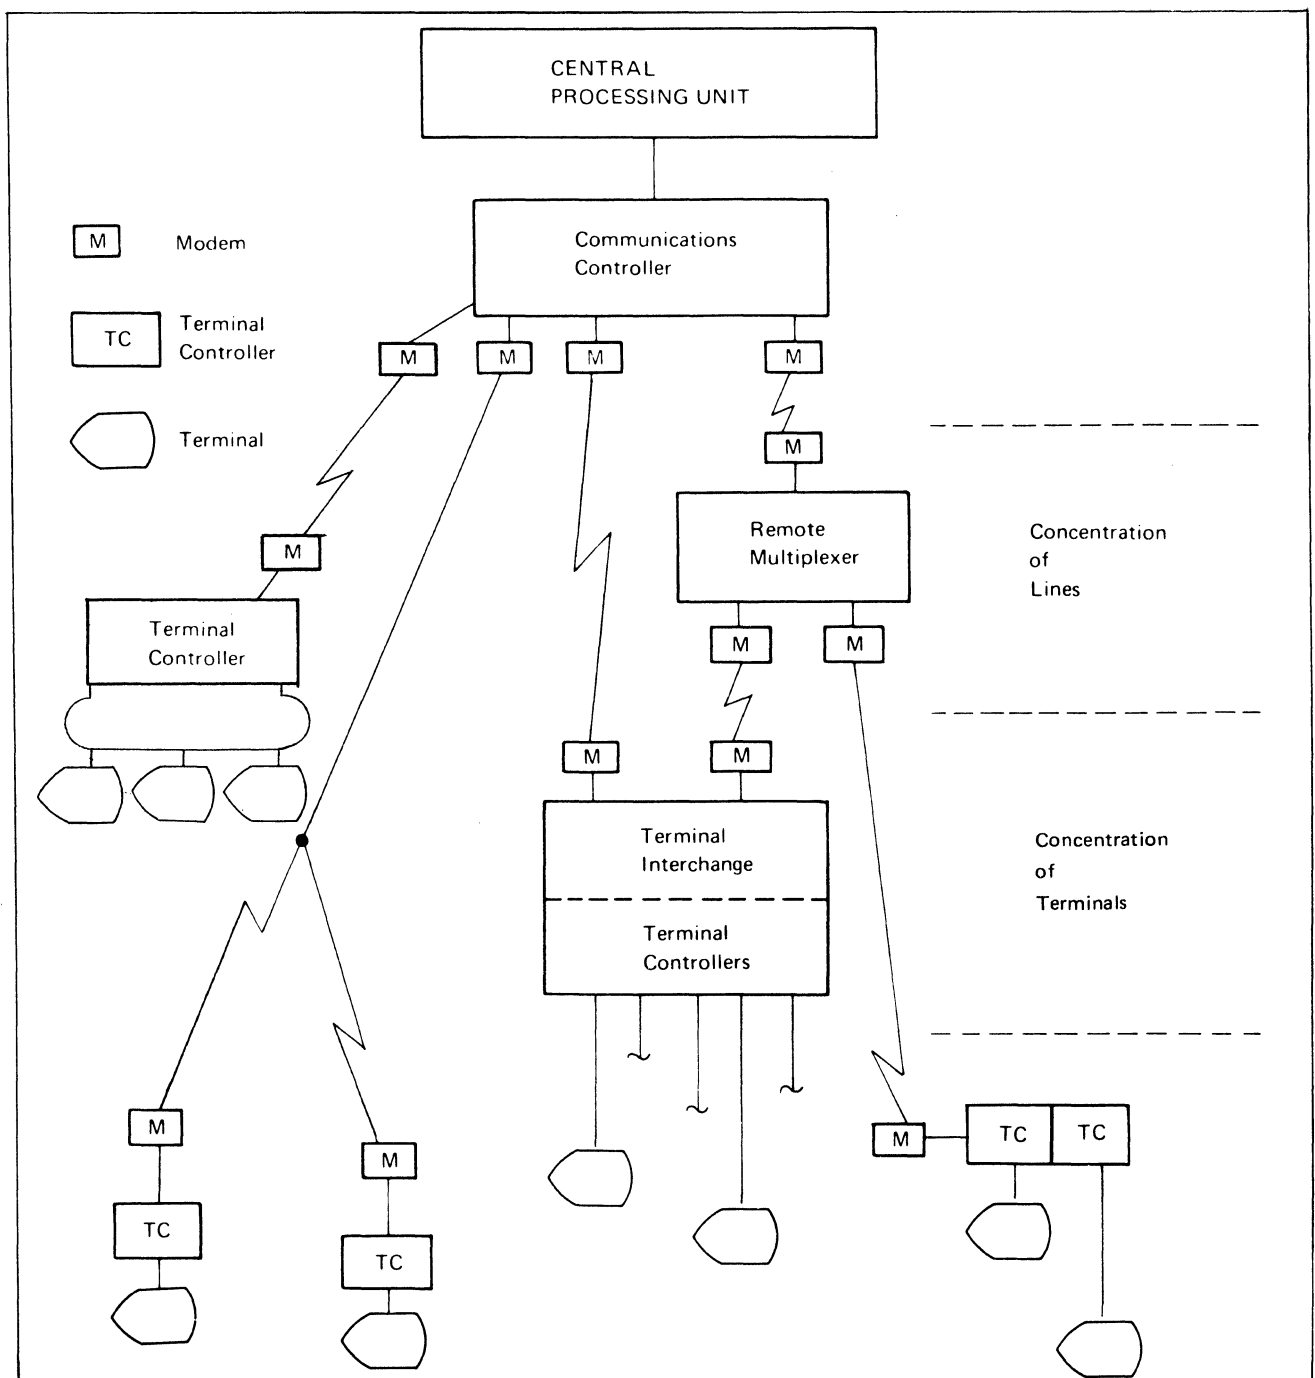 CENTRAL
PROCESSING UNIT
Communications
Controller
M Modem
TC Terminal
Controller
Terminal
M M M M
M
Remote
Multiplexer
Concentration
of
Lines
M
Terminal
Controller
M M
M M
Terminal
Interchange
Concentration
of
Terminals
Terminal
Controllers
M
M
M TC TC
TC
TC